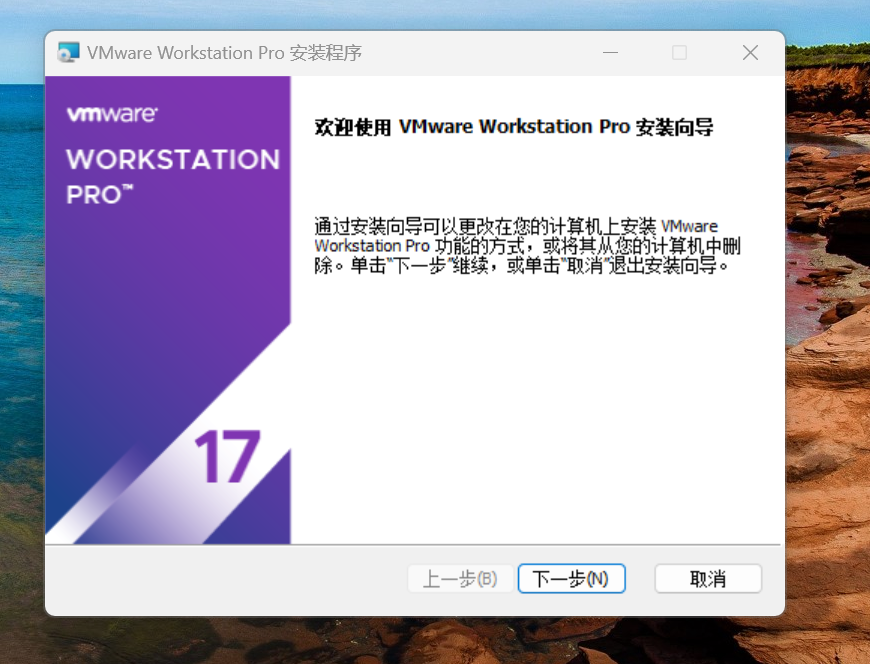 VMware Workstation Pro 安装程序
vmware®
WORKSTATION
PRO™
欢迎使用 VMware Workstation Pro 安装向导
通过安装向导可以更改在您的计算机上安装 VMware
Workstation Pro 功能的方式，或将其从您的计算机中删
除。单击“下一步”继续，或单击“取消”退出安装向导。
17
上一步(B)
下一步(N)
取消